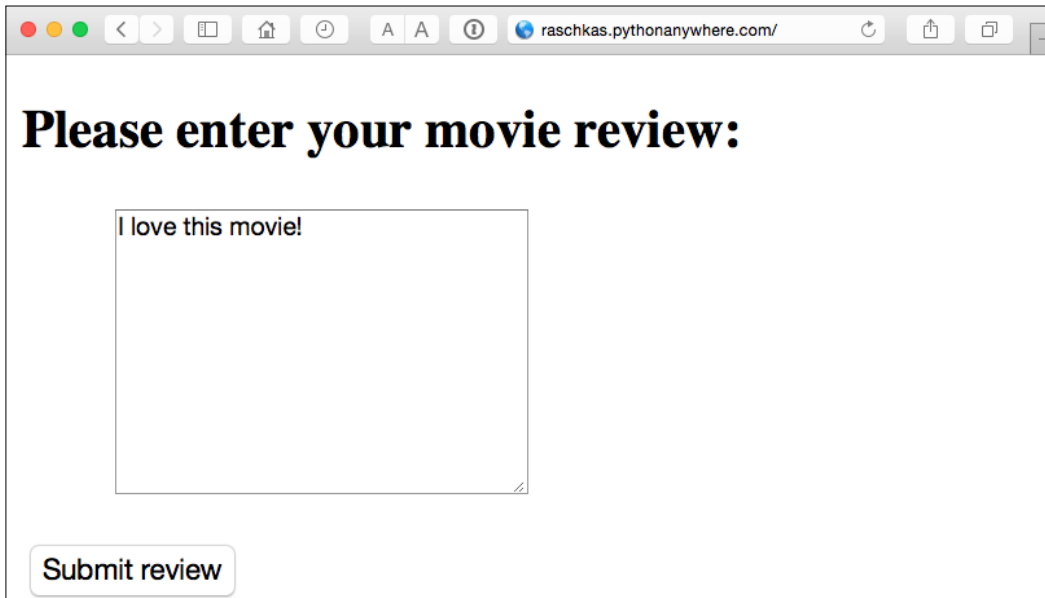 A A
raschkas.pythonanywhere.com/
Please enter your movie review:
I love this movie!
Submit review